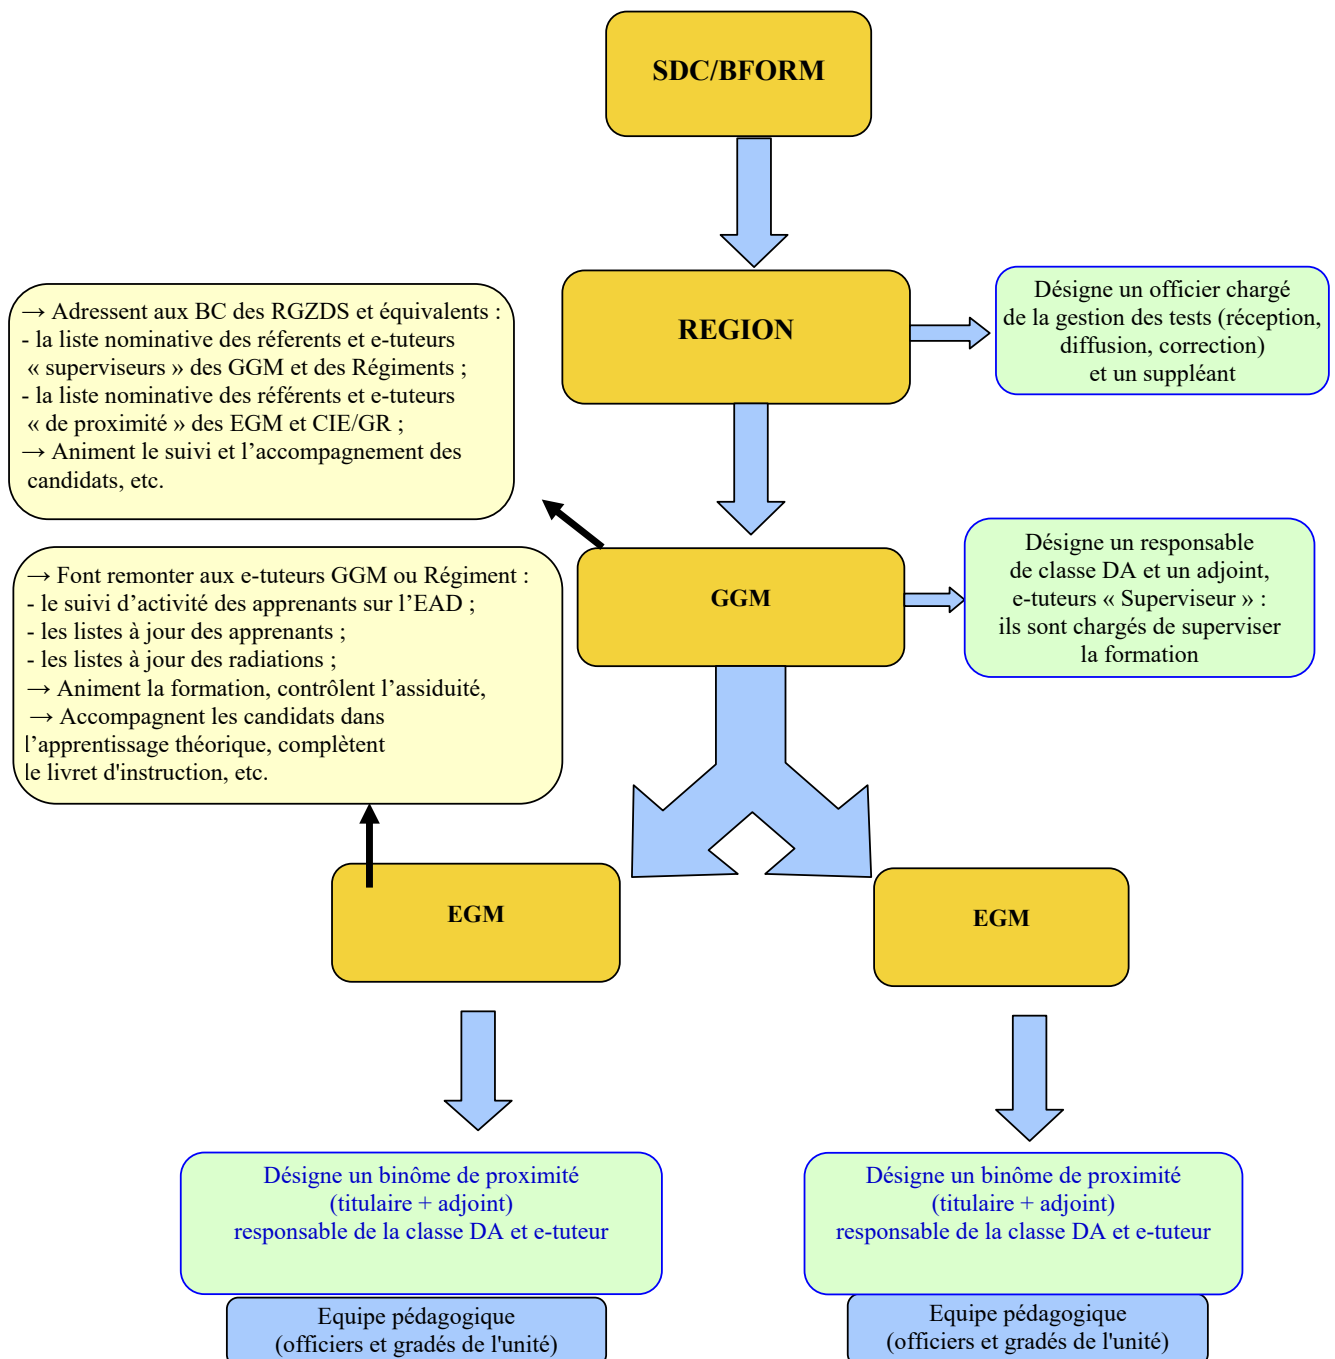 SDC/BFORM
REGION
Désigne un officier chargé
de la gestion des tests (réception,
diffusion, correction)
et un suppléant
→ Adressent aux BC des RGZDS et équivalents :
- la liste nominative des réferents et e-tuteurs
« superviseurs » des GGM et des Régiments ;
- la liste nominative des référents et e-tuteurs
« de proximité » des EGM et CIE/GR ;
→ Animent le suivi et l’accompagnement des
candidats, etc.
GGM
Désigne un responsable
de classe DA et un adjoint,
e-tuteurs « Superviseur » :
ils sont chargés de superviser
la formation
→ Font remonter aux e-tuteurs GGM ou Régiment :
- le suivi d’activité des apprenants sur l’EAD ;
- les listes à jour des apprenants ;
- les listes à jour des radiations ;
→ Animent la formation, contrôlent l’assiduité,
→ Accompagnent les candidats dans
l’apprentissage théorique, complètent
le livret d'instruction, etc.
EGM
EGM
Désigne un binôme de proximité
(titulaire + adjoint)
responsable de la classe DA et e-tuteur
Equipe pédagogique
(officiers et gradés de l'unité)
Désigne un binôme de proximité
(titulaire + adjoint)
responsable de la classe DA et e-tuteur
Equipe pédagogique
(officiers et gradés de l'unité)